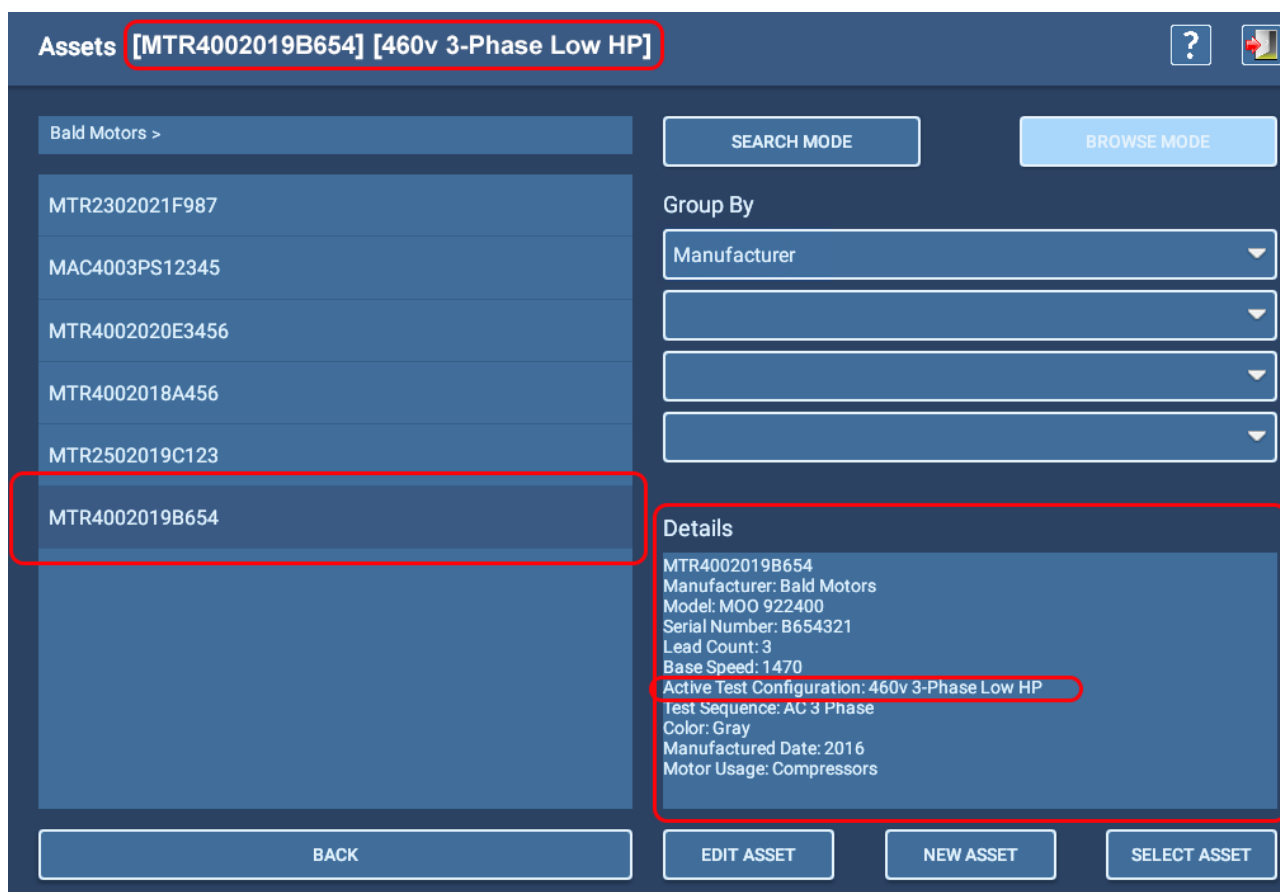 Assets [MTR4002019B654] [460v 3-Phase Low HP]
?
Bald Motors >
MTR2302021F987
MAC4003PS12345
MTR4002020E3456
MTR4002018A456
MTR2502019C123
MTR4002019B654
BACK
SEARCH MODE
BROWSE MODE
Group By
Manufacturer
Details
MTR4002019B654
Manufacturer: Bald Motors
Model: MOO 922400
Serial Number: B654321
Lead Count: 3
Base Speed: 1470
Active Test Configuration: 460v 3-Phase Low HP
Test Sequence: AC 3 Phase
Color: Gray
Manufactured Date: 2016
Motor Usage: Compressors
EDIT ASSET
NEW ASSET
SELECT ASSET